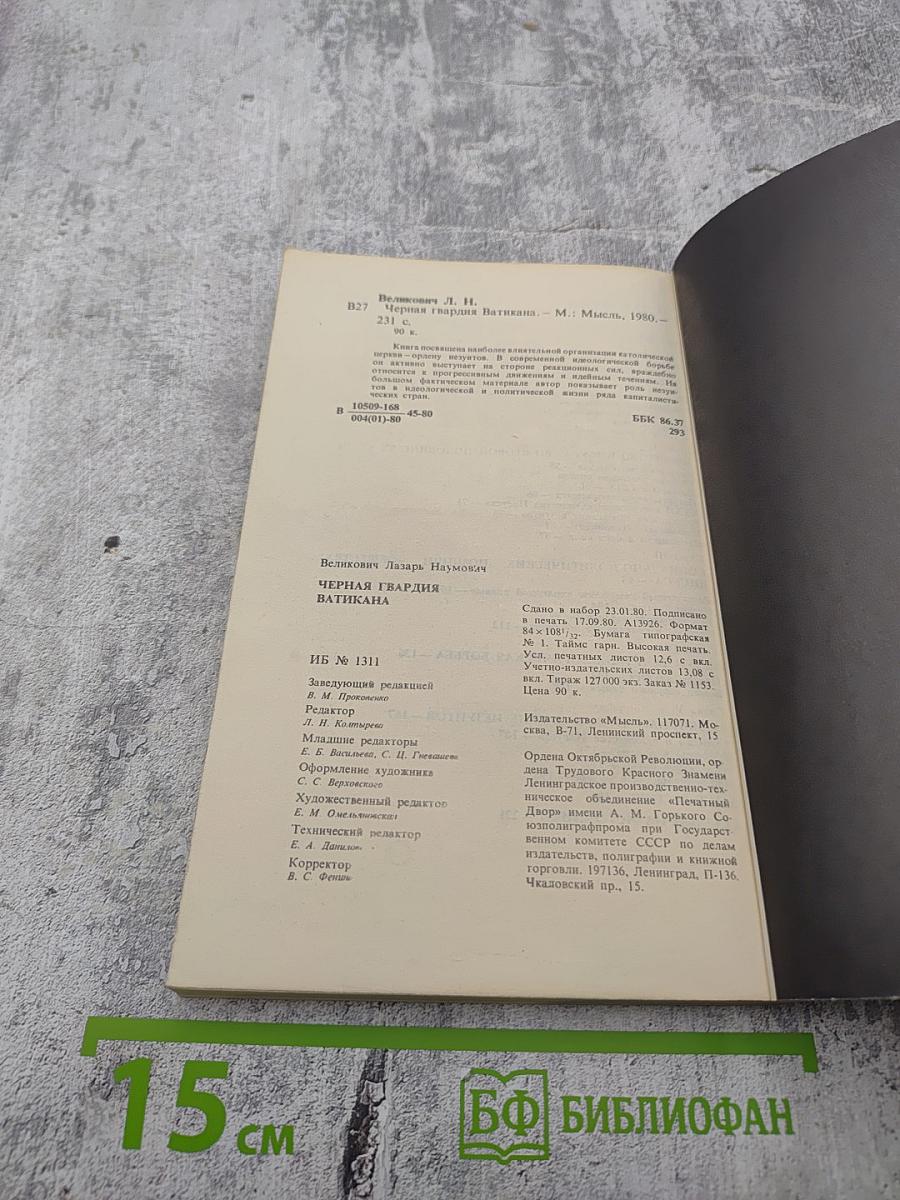 Великович Л. Н.
В27 Черная гвардия Ватикана. – М.: Мысль, 1980. –
231 с.
90 к.
Книга посвящена наиболее влиятельной организации католической
церкви – ордену иезуитов. В современной идеологической борьбе
он активно выступает на стороне реакционных сил, враждебно
относится к прогрессивным движениям и идейным течениям. На
большом фактическом материале автор показывает роль иезуи-
тов в идеологической и политической жизни ряда капиталисти-
ческих стран.
В 10509-168
004(01)-80 45-80
ББК 86.37
293
Великович Лазарь Наумович
ЧЕРНАЯ ГВАРДИЯ
ВАТИКАНА
ИБ № 1311
Заведующий редакцией
В. М. Прокопенко
Редактор
Л. Н. Колтырева
Младшие редакторы
Е. Б. Васильева, С. Ц. Гневашева
Оформление художника
С. С. Верховского
Художественный редактор
Е. М. Омельяновская
Технический редактор
Е. А. Данилова
Корректор
В. С.
Сдано в набор 23.01.80. Подписано
в печать 17.09.80. А13926. Формат
84×108¹/₃₂. Бумага типографская
№ 1. Таймс гарн. Высокая печать.
Усл. печатных листов 12,6 с вкл.
Учетно-издательских листов 13,08 с
вкл. Тираж 127 000 экз. Заказ № 1153.
Цена 90 к.
Издательство «Мысль». 117071. Мо-
сква, В-71, Ленинский проспект, 15
Ордена Октябрьской Революции, ор-
дена Трудового Красного Знамени
Ленинградское производственно-тех-
ническое объединение «Печатный
Двор» имени А. М. Горького Со-
юзполиграфпрома при Государст-
венном комитете СССР по делам
издательств, полиграфии и книжной
торговли. 197136, Ленинград, П-136,
Чкаловский пр., 15.
15 см
БФ БИБЛИОФАН